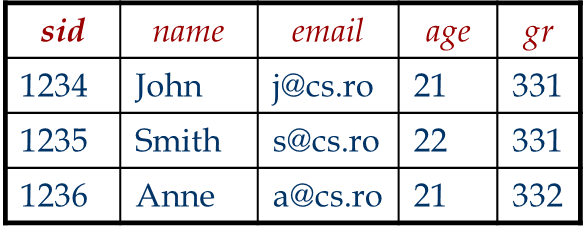 sid name email age gr
1234 John j@cs.ro 21 331
1235 Smith s@cs.ro 22 331
1236 Anne a@cs.ro 21 332